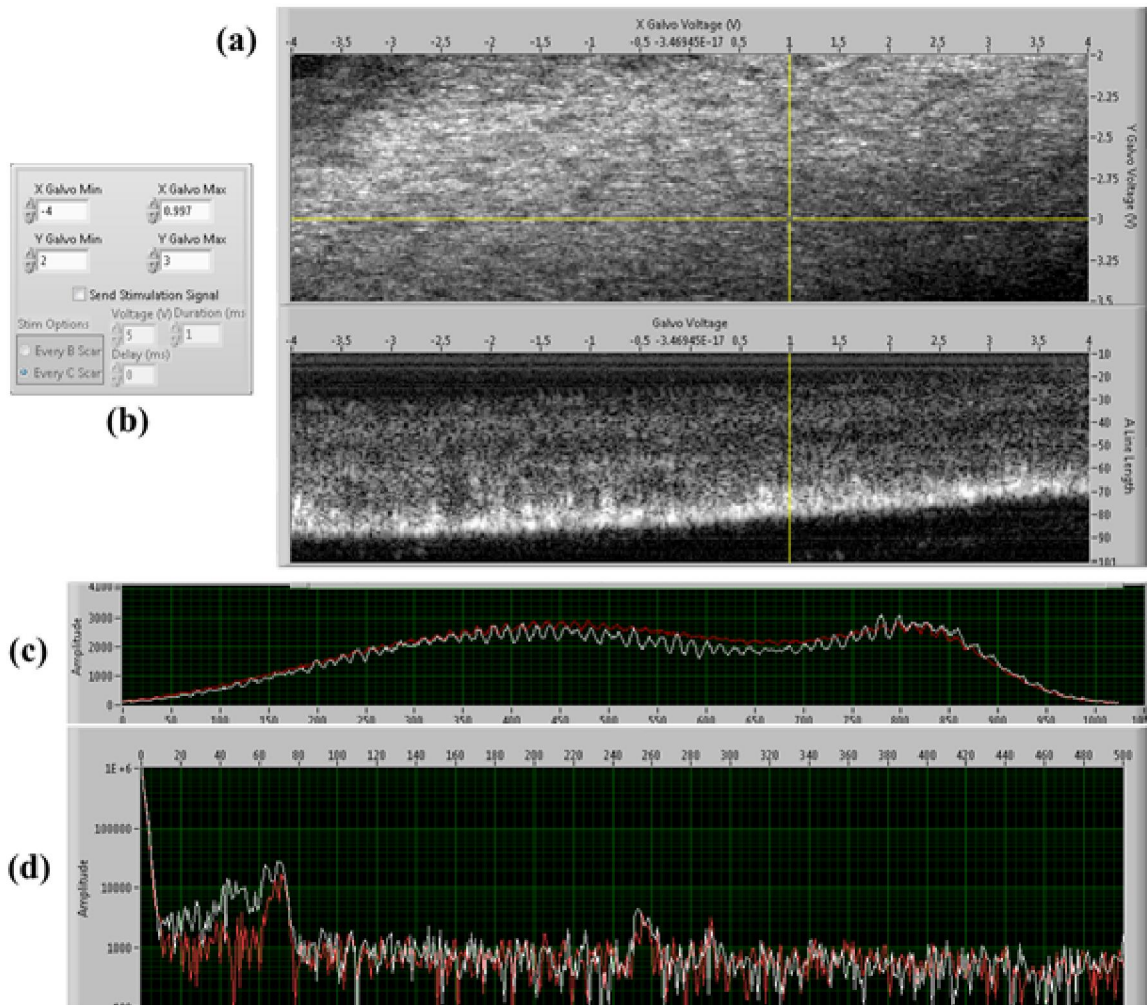 (a)
X Galvo Voltage (V)
-4 -3,5 -3 -2,5 -2 -1,5 -1 -0,5 -3,46945E-17 0,5 1 1,5 2 2,5 3 3,5 4
-2
-2.25
-2.5
-2.75
-3
-3.25
-3.5
Y Galvo Voltage (V)
X Galvo Min X Galvo Max
-4 0.997
Y Galvo Min Y Galvo Max
2 3
Send Stimulation Signal
Voltage (V) Duration (ms
Stim Options
5 1
Every B Scar
Delay (ms)
Every C Scar
0
(b)
Galvo Voltage
-4 -3,5 -3 -2,5 -2 -1,5 -1 -0,5 -3,46945E-17 0,5 1 1,5 2 2,5 3 3,5 4
-10
-20
-30
-40
-50
-60
-70
-80
-90
-101
A Line Length
(c)
Amplitude
4100
3000
2000
1000
0
0 50 100 150 200 250 300 350 400 450 500 550 600 650 700 750 800 850 900 950 1000 105
(d)
0 20 40 60 80 100 120 140 160 180 200 220 240 260 280 300 320 340 360 380 400 420 440 460 480 500
Amplitude
1E+6
100000
10000
1000